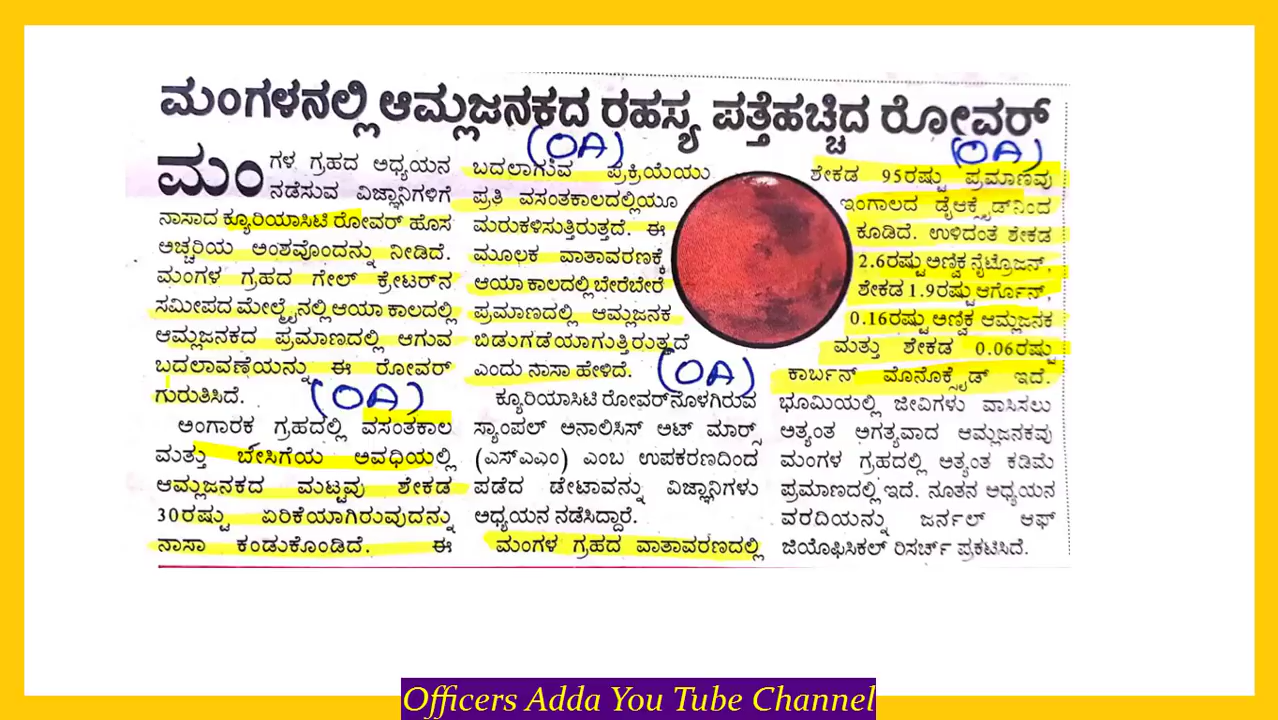 ಮಂಗಳನಲ್ಲಿ ಆಮ್ಲಜನಕದ ರಹಸ್ಯ ಪತ್ತೆಹಚ್ಚಿದ ರೋವರ್
(OA)
(OA)
ಮಂಗಳ ಗ್ರಹದ ಅಧ್ಯಯನ
ನಡೆಸುವ ವಿಜ್ಞಾನಿಗಳಿಗೆ
ನಾಸಾದ ಕ್ಯೂರಿಯಾಸಿಟಿ ರೋವರ್ ಹೊಸ
ಅಚ್ಚರಿಯ ಅಂಶವೊಂದನ್ನು ನೀಡಿದೆ.
ಮಂಗಳ ಗ್ರಹದ ಗೇಲ್ ಕ್ರೇಟರ್‌ನ
ಸಮೀಪದ ಮೇಲ್ಮೈನಲ್ಲಿ ಆಯಾ ಕಾಲದಲ್ಲಿ
ಆಮ್ಲಜನಕದ ಪ್ರಮಾಣದಲ್ಲಿ ಆಗುವ
ಬದಲಾವಣೆಯನ್ನು ಈ ರೋವರ್
ಗುರುತಿಸಿದೆ.
(OA)
ಅಂಗಾರಕ ಗ್ರಹದಲ್ಲಿ ವಸಂತಕಾಲ
ಮತ್ತು ಬೇಸಿಗೆಯ ಅವಧಿಯಲ್ಲಿ
ಆಮ್ಲಜನಕದ ಮಟ್ಟವು ಶೇಕಡ
30ರಷ್ಟು ಏರಿಕೆಯಾಗಿರುವುದನ್ನು
ನಾಸಾ ಕಂಡುಕೊಂಡಿದೆ. ಈ
ಬದಲಾಗುವ ಪ್ರಕ್ರಿಯೆಯು
ಪ್ರತಿ ವಸಂತಕಾಲದಲ್ಲಿಯೂ
ಮರುಕಳಿಸುತ್ತಿರುತ್ತದೆ. ಈ
ಮೂಲಕ ವಾತಾವರಣಕ್ಕೆ
ಆಯಾ ಕಾಲದಲ್ಲಿ ಬೇರೆಬೇರೆ
ಪ್ರಮಾಣದಲ್ಲಿ ಆಮ್ಲಜನಕ
ಬಿಡುಗಡೆಯಾಗುತ್ತಿರುತ್ತದೆ
ಎಂದು ನಾಸಾ ಹೇಳಿದೆ.
(OA)
ಕ್ಯೂರಿಯಾಸಿಟಿ ರೋವರ್‌ನೊಳಗಿರುವ
ಸ್ಯಾಂಪಲ್ ಅನಾಲಿಸಿಸ್ ಅಟ್ ಮಾರ್ಸ್
(ಎಸ್‌ಎಎಂ) ಎಂಬ ಉಪಕರಣದಿಂದ
ಪಡೆದ ಡೇಟಾವನ್ನು ವಿಜ್ಞಾನಿಗಳು
ಅಧ್ಯಯನ ನಡೆಸಿದ್ದಾರೆ.
ಮಂಗಳ ಗ್ರಹದ ವಾತಾವರಣದಲ್ಲಿ
ಶೇಕಡ 95ರಷ್ಟು ಪ್ರಮಾಣವು
ಇಂಗಾಲದ ಡೈಆಕ್ಸೈಡ್‌ನಿಂದ
ಕೂಡಿದೆ. ಉಳಿದಂತೆ ಶೇಕಡ
2.6ರಷ್ಟು ಅಣ್ವಿಕ ನೈಟ್ರೊಜನ್,
ಶೇಕಡ 1.9ರಷ್ಟು ಆರ್ಗೊನ್,
0.16ರಷ್ಟು ಅಣ್ವಿಕ ಆಮ್ಲಜನಕ
ಮತ್ತು ಶೇಕಡ 0.06ರಷ್ಟು
ಕಾರ್ಬನ್ ಮೊನೊಕ್ಸೈಡ್ ಇದೆ.
ಭೂಮಿಯಲ್ಲಿ ಜೀವಿಗಳು ವಾಸಿಸಲು
ಅತ್ಯಂತ ಅಗತ್ಯವಾದ ಆಮ್ಲಜನಕವು
ಮಂಗಳ ಗ್ರಹದಲ್ಲಿ ಅತ್ಯಂತ ಕಡಿಮೆ
ಪ್ರಮಾಣದಲ್ಲಿ ಇದೆ. ನೂತನ ಅಧ್ಯಯನ
ವರದಿಯನ್ನು ಜರ್ನಲ್ ಆಫ್
ಜಿಯೊಫಿಸಿಕಲ್ ರಿಸರ್ಚ್ ಪ್ರಕಟಿಸಿದೆ.
Officers Adda You Tube Channel